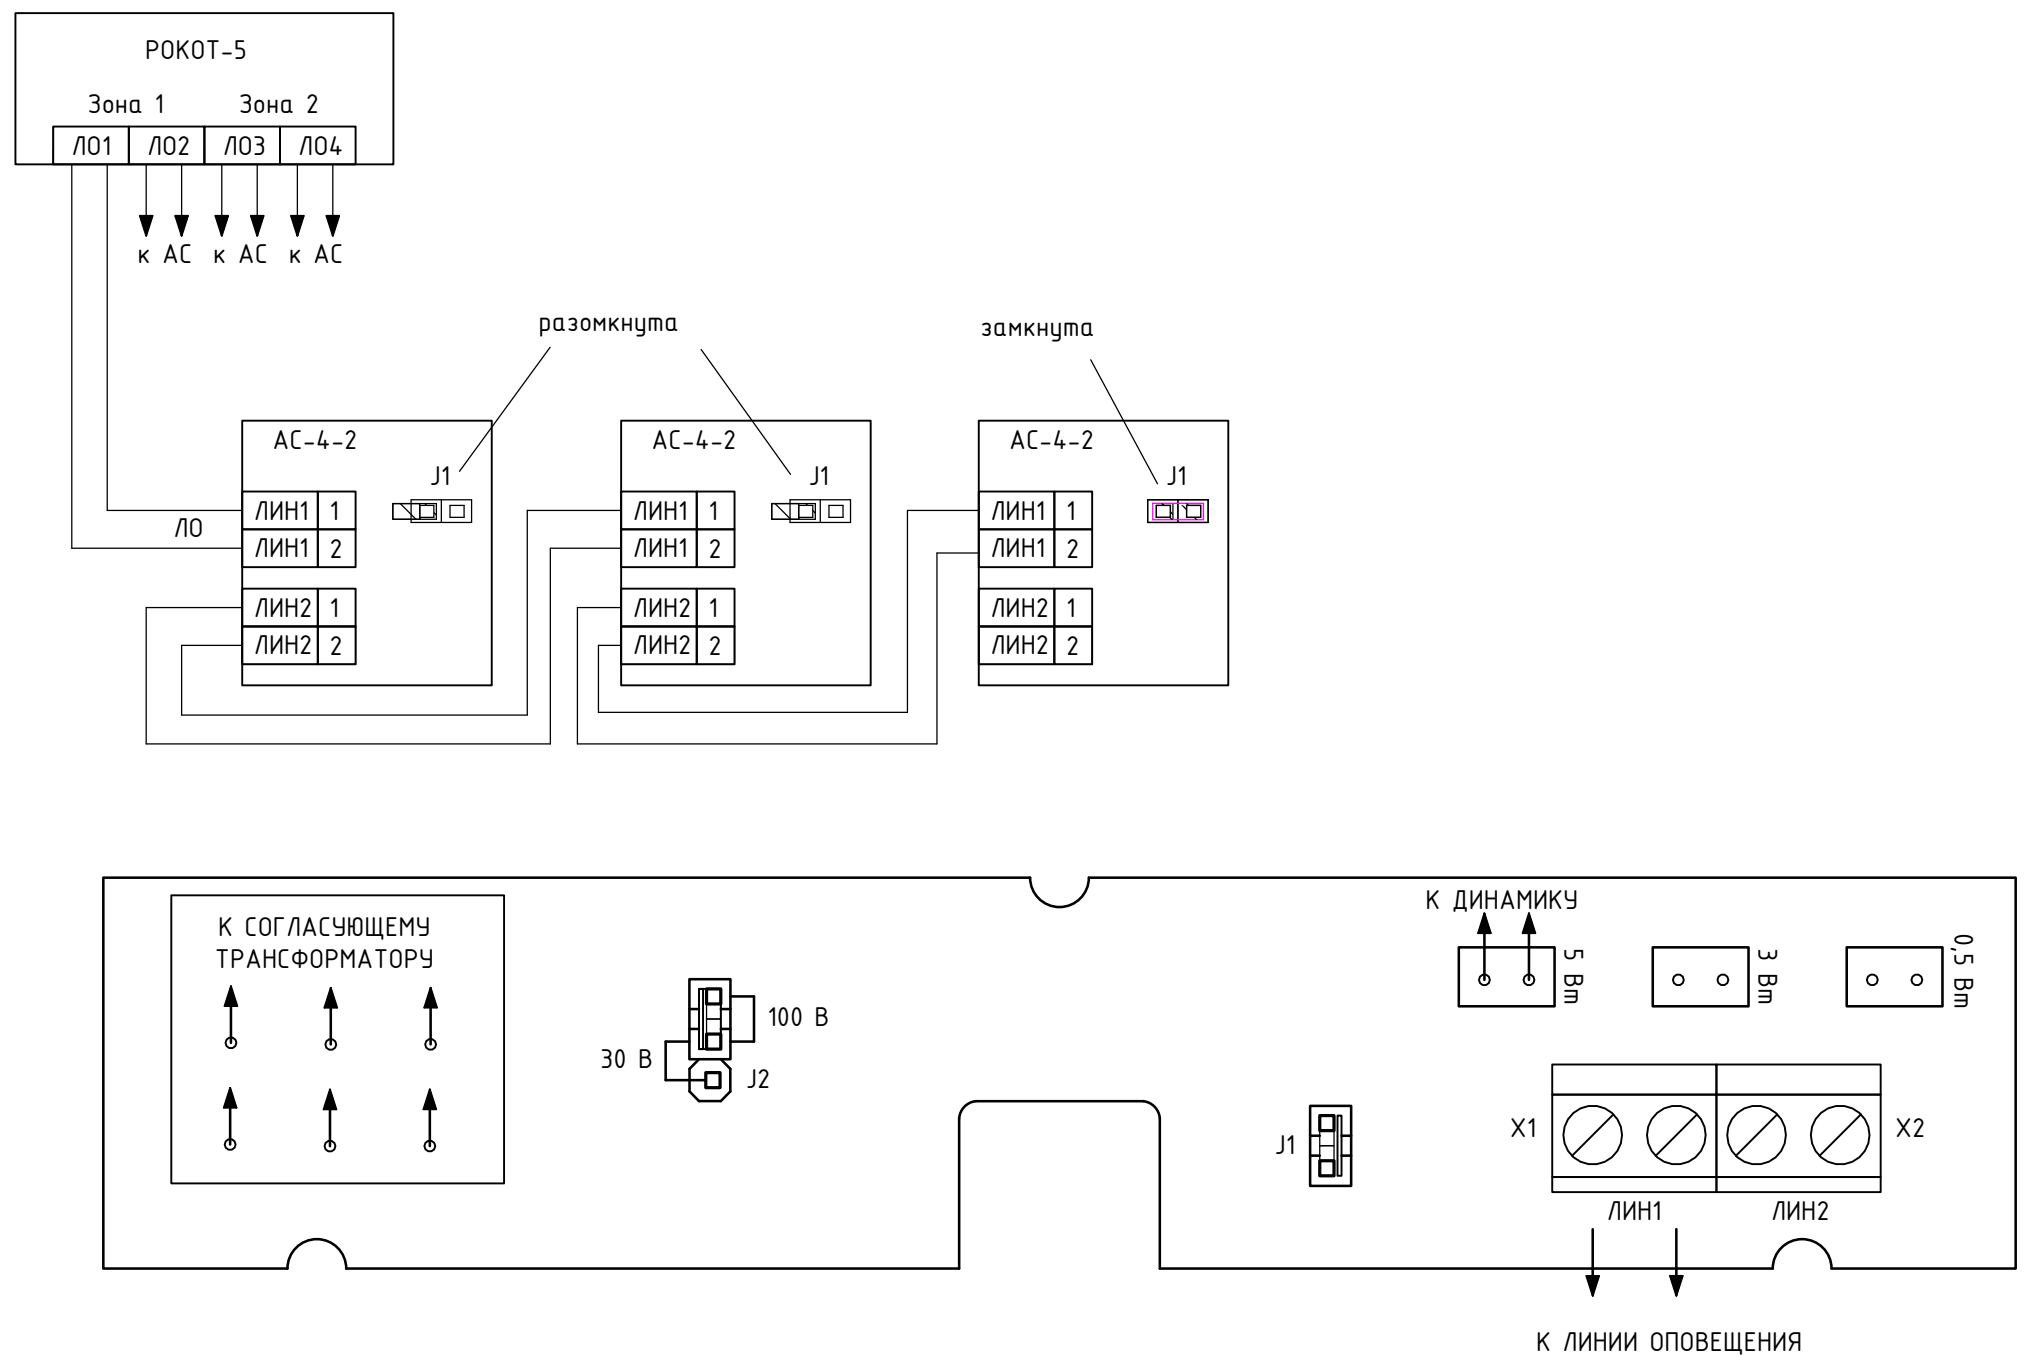 РОКОТ-5
Зона 1 Зона 2
ЛО1 ЛО2 ЛО3 ЛО4
к АС к АС к АС
разомкнута
замкнута
АС-4-2
J1
ЛО
ЛИН1 1
ЛИН1 2
ЛИН2 1
ЛИН2 2
АС-4-2
J1
ЛИН1 1
ЛИН1 2
ЛИН2 1
ЛИН2 2
АС-4-2
J1
ЛИН1 1
ЛИН1 2
ЛИН2 1
ЛИН2 2
К СОГЛАСУЮЩЕМУ
ТРАНСФОРМАТОРУ
100 В
30 В
J2
К ДИНАМИКУ
5 Вт
3 Вт
0,5 Вт
J1
X1
X2
ЛИН1 ЛИН2
К ЛИНИИ ОПОВЕЩЕНИЯ